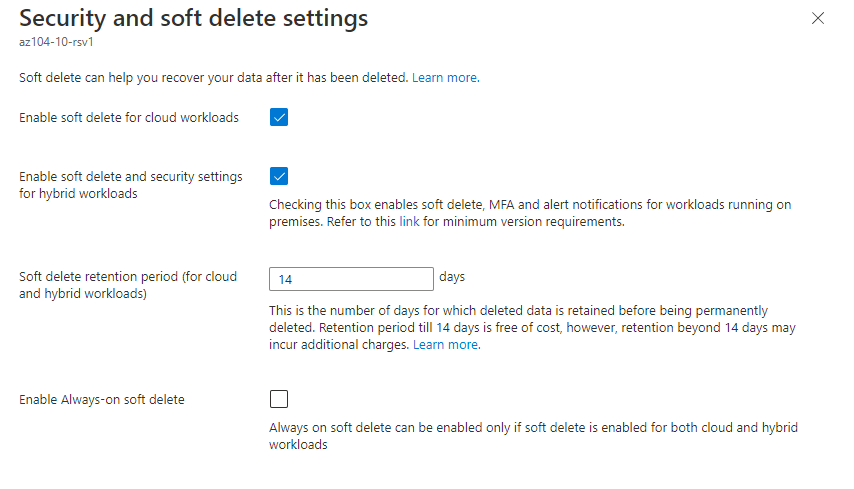 Security and soft delete settings
az104-10-rsv1
Soft delete can help you recover your data after it has been deleted. Learn more.
Enable soft delete for cloud workloads
Enable soft delete and security settings
for hybrid workloads
Checking this box enables soft delete, MFA and alert notifications for workloads running on
premises. Refer to this link for minimum version requirements.
Soft delete retention period (for cloud
and hybrid workloads)
14
days
This is the number of days for which deleted data is retained before being permanently
deleted. Retention period till 14 days is free of cost, however, retention beyond 14 days may
incur additional charges. Learn more.
Enable Always-on soft delete
Always on soft delete can be enabled only if soft delete is enabled for both cloud and hybrid
workloads